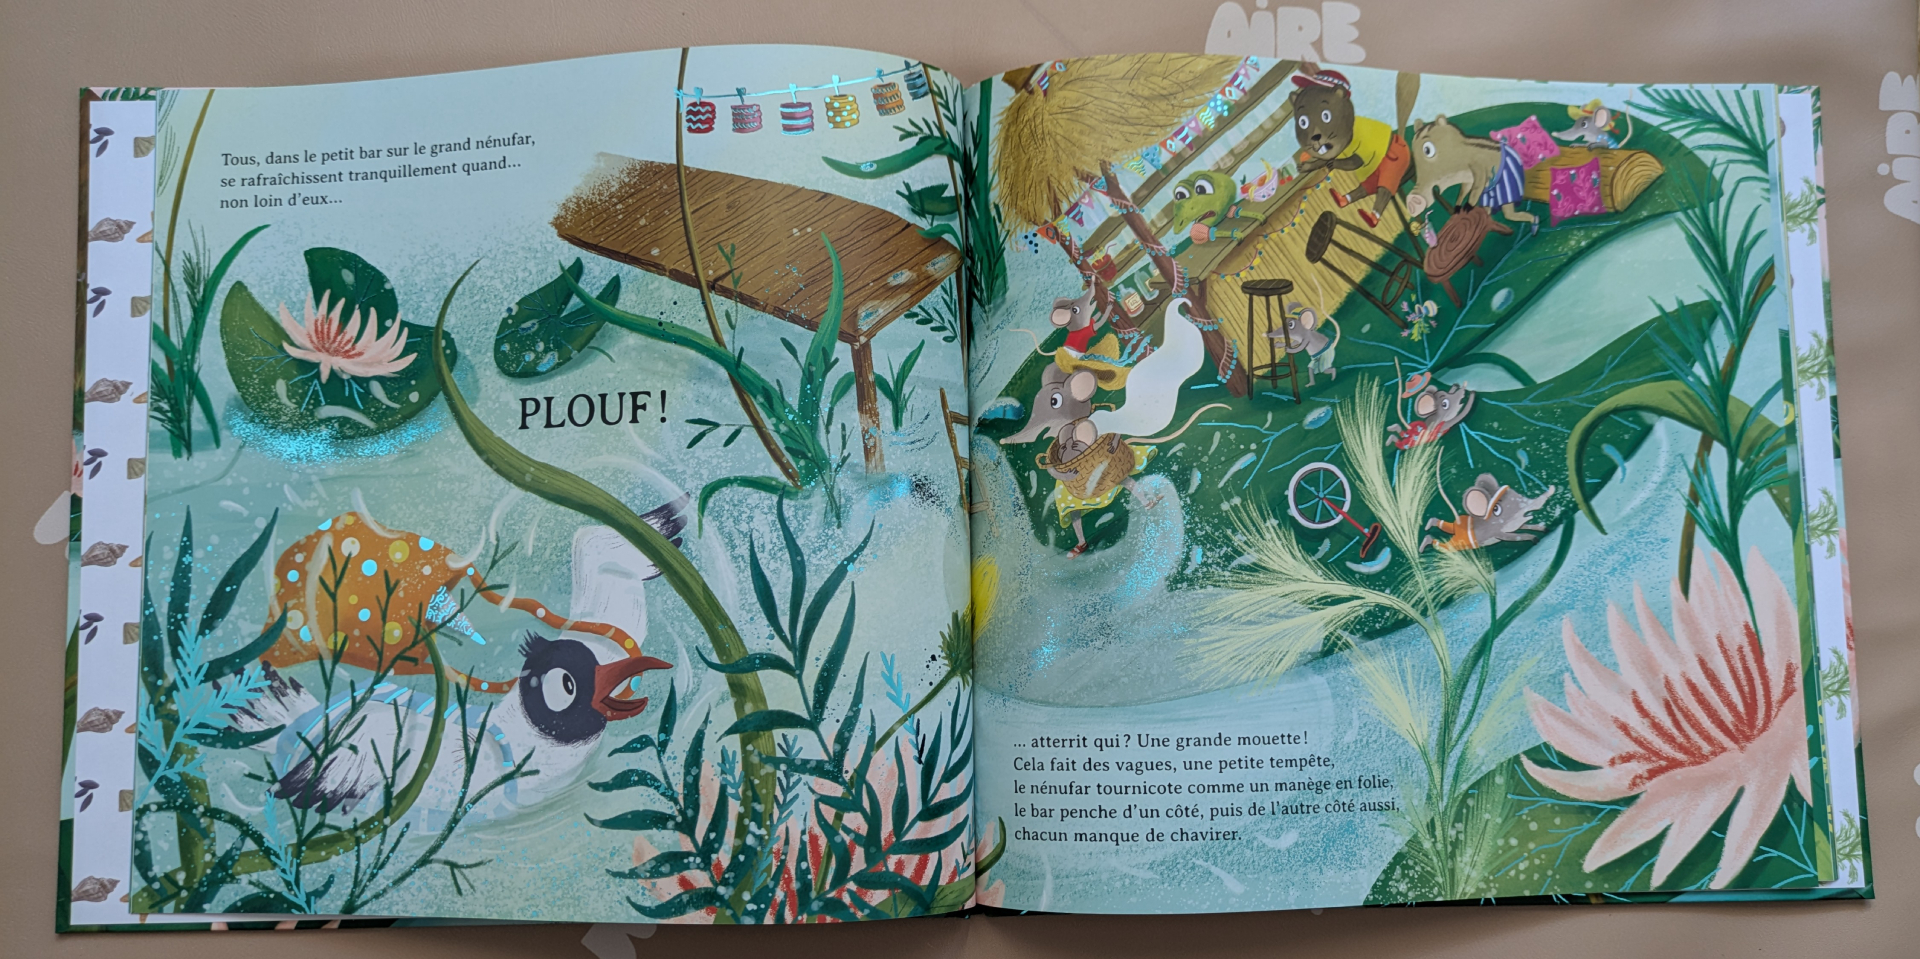 Tous, dans le petit bar sur le grand nénufar,
se rafraîchissent tranquillement quand...
non loin d'eux...
PLOUF !
... atterrit qui ? Une grande mouette !
Cela fait des vagues, une petite tempête,
le nénufar tournicote comme un manège en folie,
le bar penche d'un côté, puis de l'autre côté aussi,
chacun manque de chavirer.
AIRE
AIRE